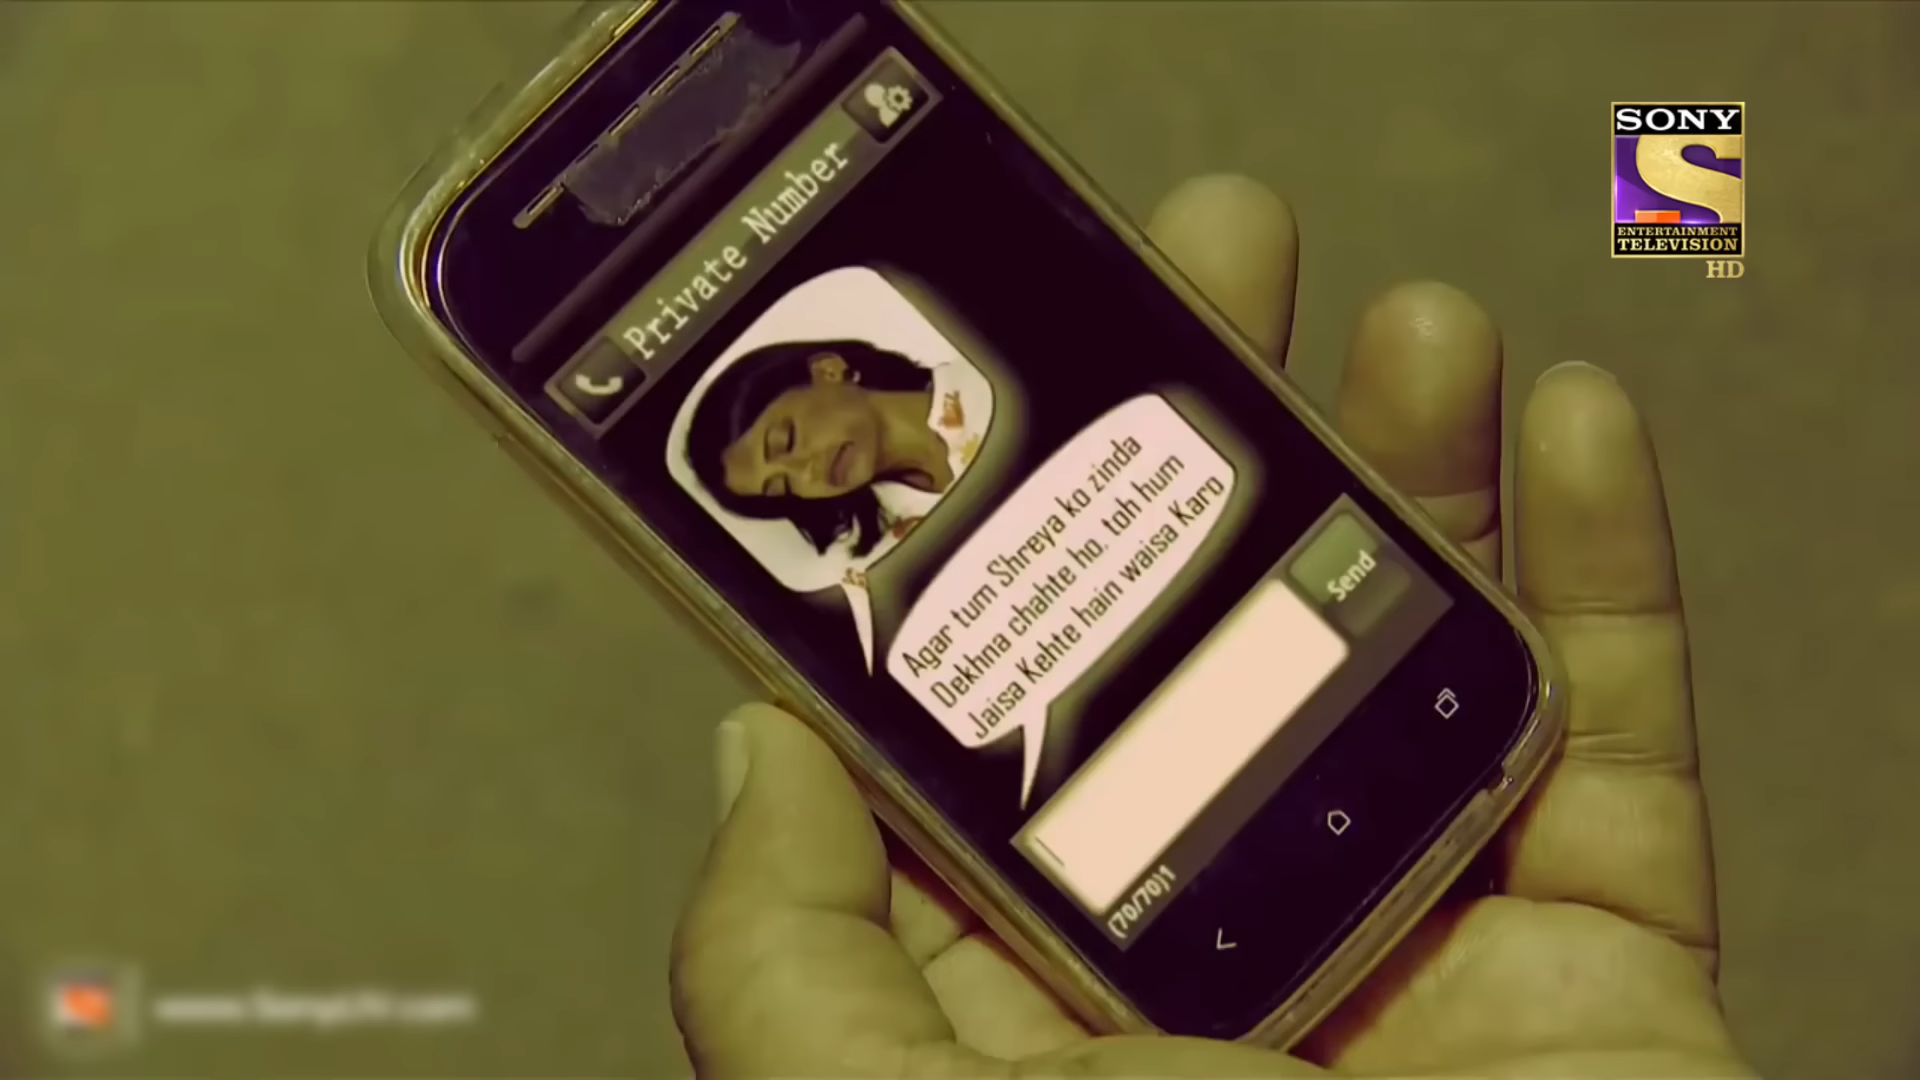 Private Number
Agar tum Shreya ko zinda
Dekhna chahte ho. toh hum
Jaisa Kehte hain waisa Karo
Send
(70/70)1
SONY
ENTERTAINMENT
TELEVISION
HD